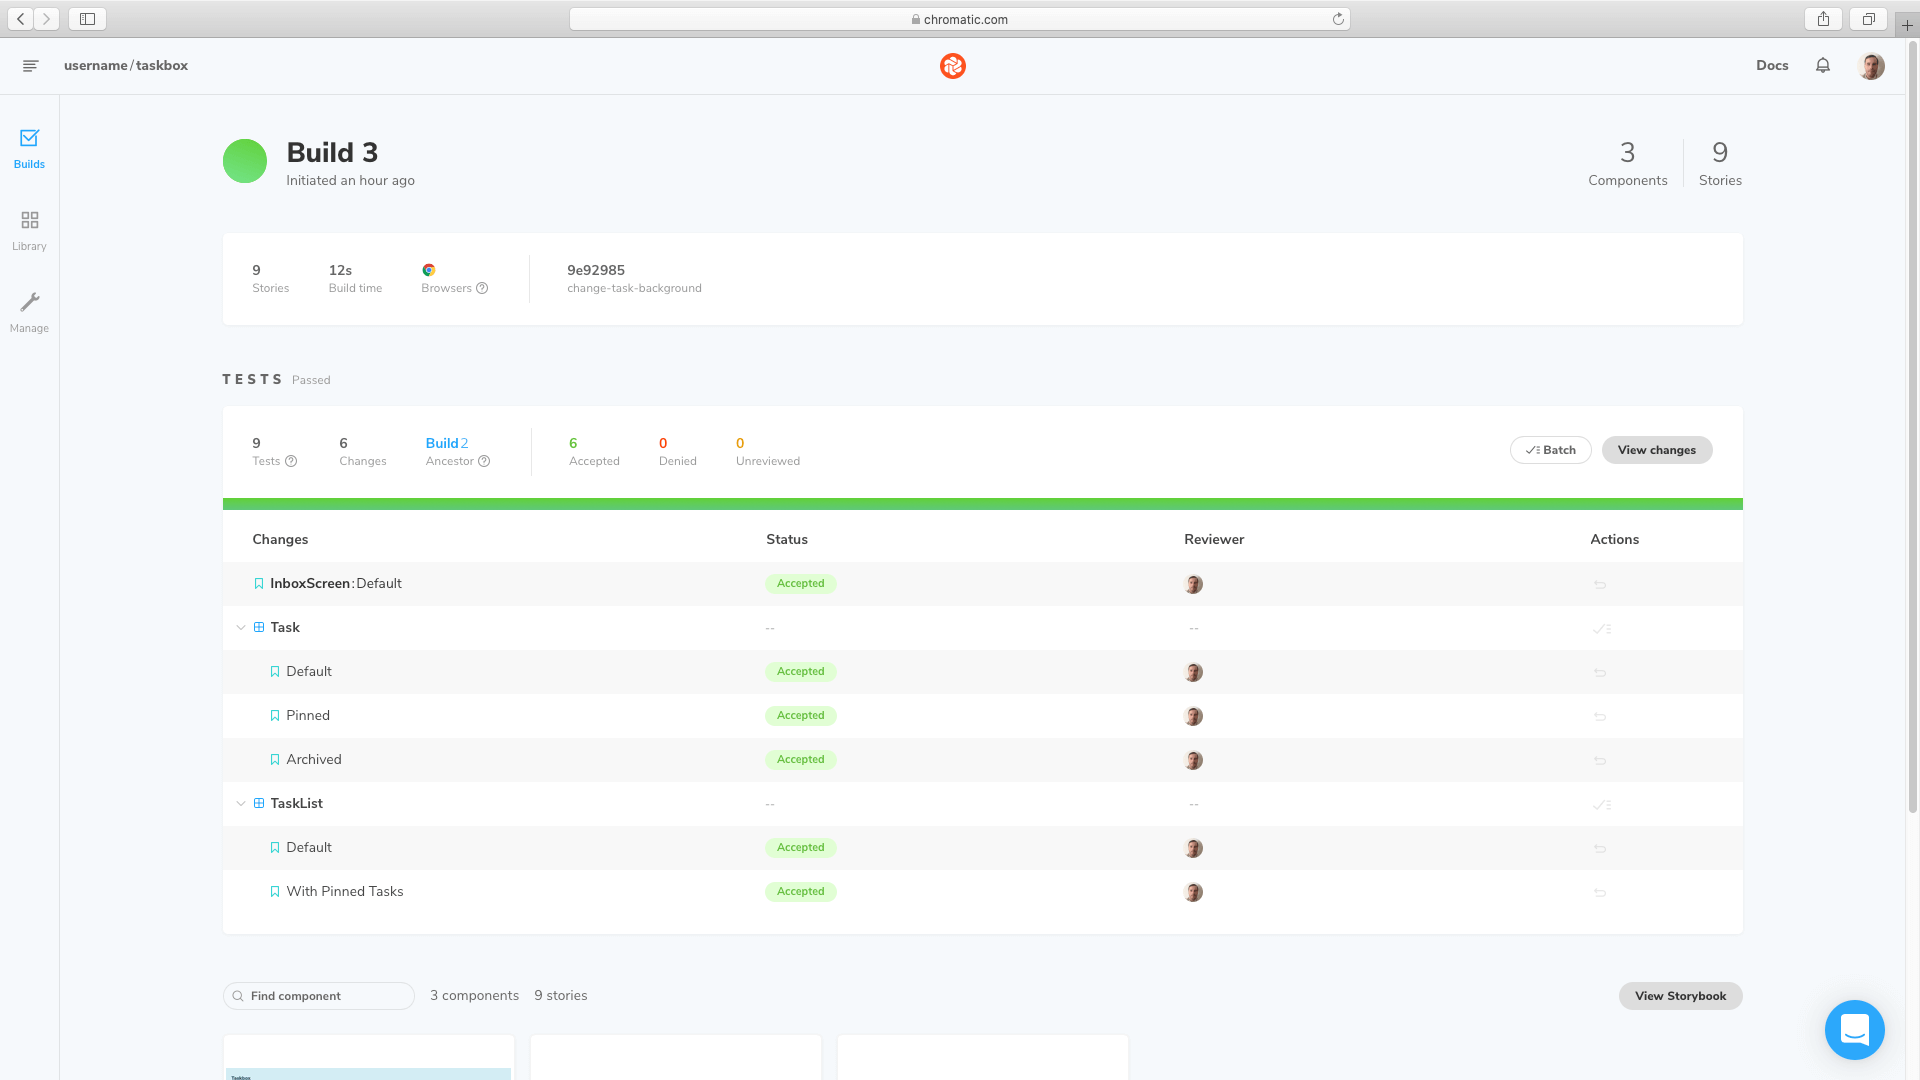 chromatic.com
username/taskbox
Docs
Builds
Library
Manage
Build 3
Initiated an hour ago
3
Components
9
Stories
9
Stories
12s
Build time
Browsers
9e92985
change-task-background
TESTS Passed
9
Tests
6
Changes
Build 2
Ancestor
6
Accepted
0
Denied
0
Unreviewed
Batch
View changes
Changes Status Reviewer Actions
InboxScreen:Default Accepted
Task -- --
Default Accepted
Pinned Accepted
Archived Accepted
TaskList -- --
Default Accepted
With Pinned Tasks Accepted
Find component 3 components 9 stories View Storybook
Taskbox